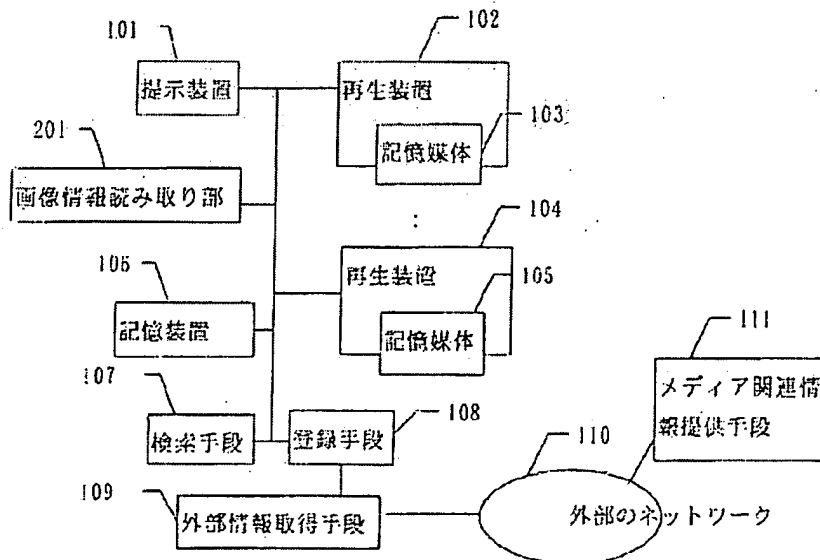 101
102
提示装置
再生装置
103
記憶媒体
201
画像情報読み取り部
104
再生装置
105
記憶媒体
106
記憶装置
111
メディア関連情
報提供手段
107
検索手段
108
登録手段
110
109
外部情報取得手段
外部のネットワーク